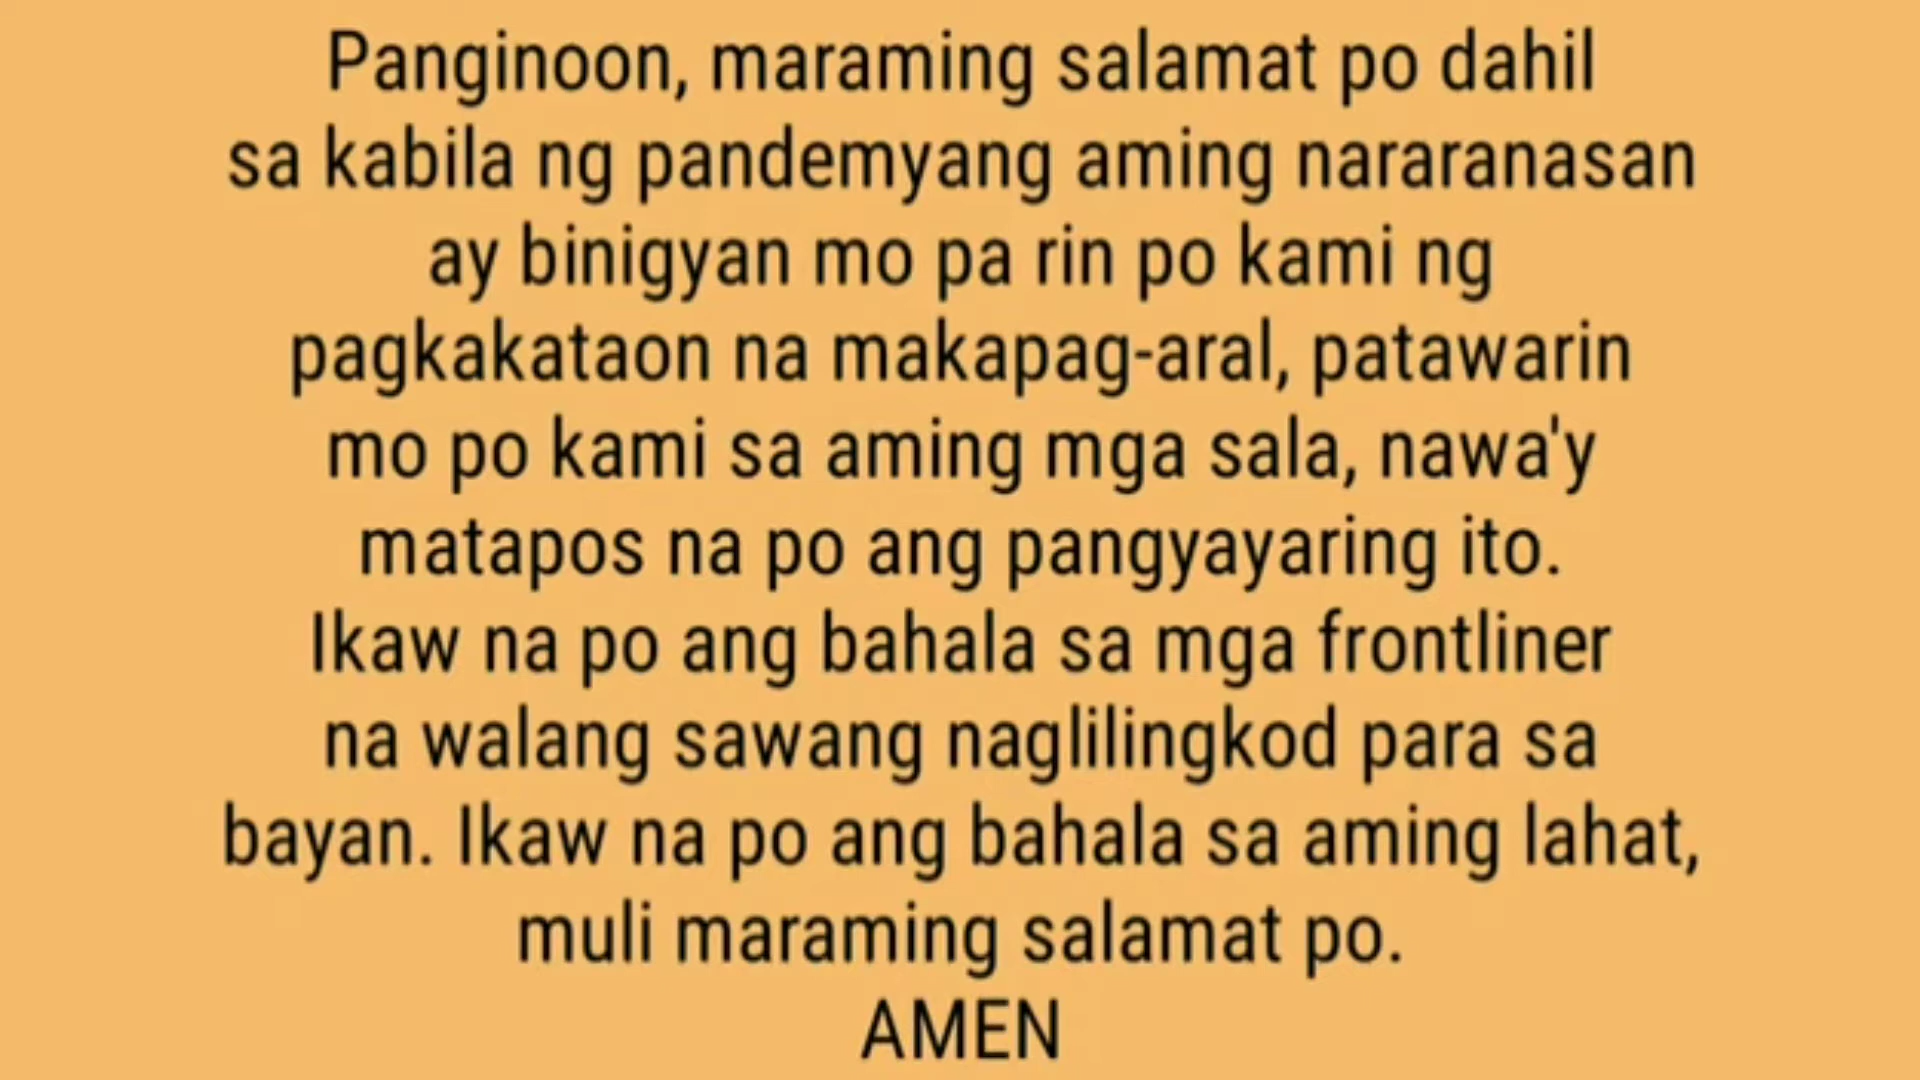 Panginoon, maraming salamat po dahil
sa kabila ng pandemyang aming nararanasan
ay binigyan mo pa rin po kami ng
pagkakataon na makapag-aral, patawarin
mo po kami sa aming mga sala, nawa'y
matapos na po ang pangyayaring ito.
Ikaw na po ang bahala sa mga frontliner
na walang sawang naglilingkod para sa
bayan. Ikaw na po ang bahala sa aming lahat,
muli maraming salamat po.
AMEN